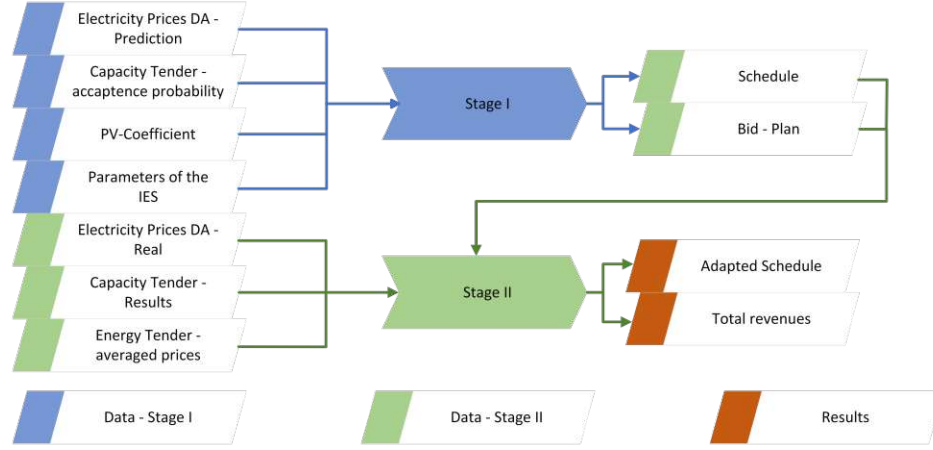 Electricity Prices DA -
Prediction
Capacity Tender -
accaptence probability
PV-Coefficient
Parameters of the
IES
Stage I
Schedule
Bid - Plan
Electricity Prices DA -
Real
Capacity Tender -
Results
Energy Tender -
averaged prices
Stage II
Adapted Schedule
Total revenues
Data - Stage I
Data - Stage II
Results